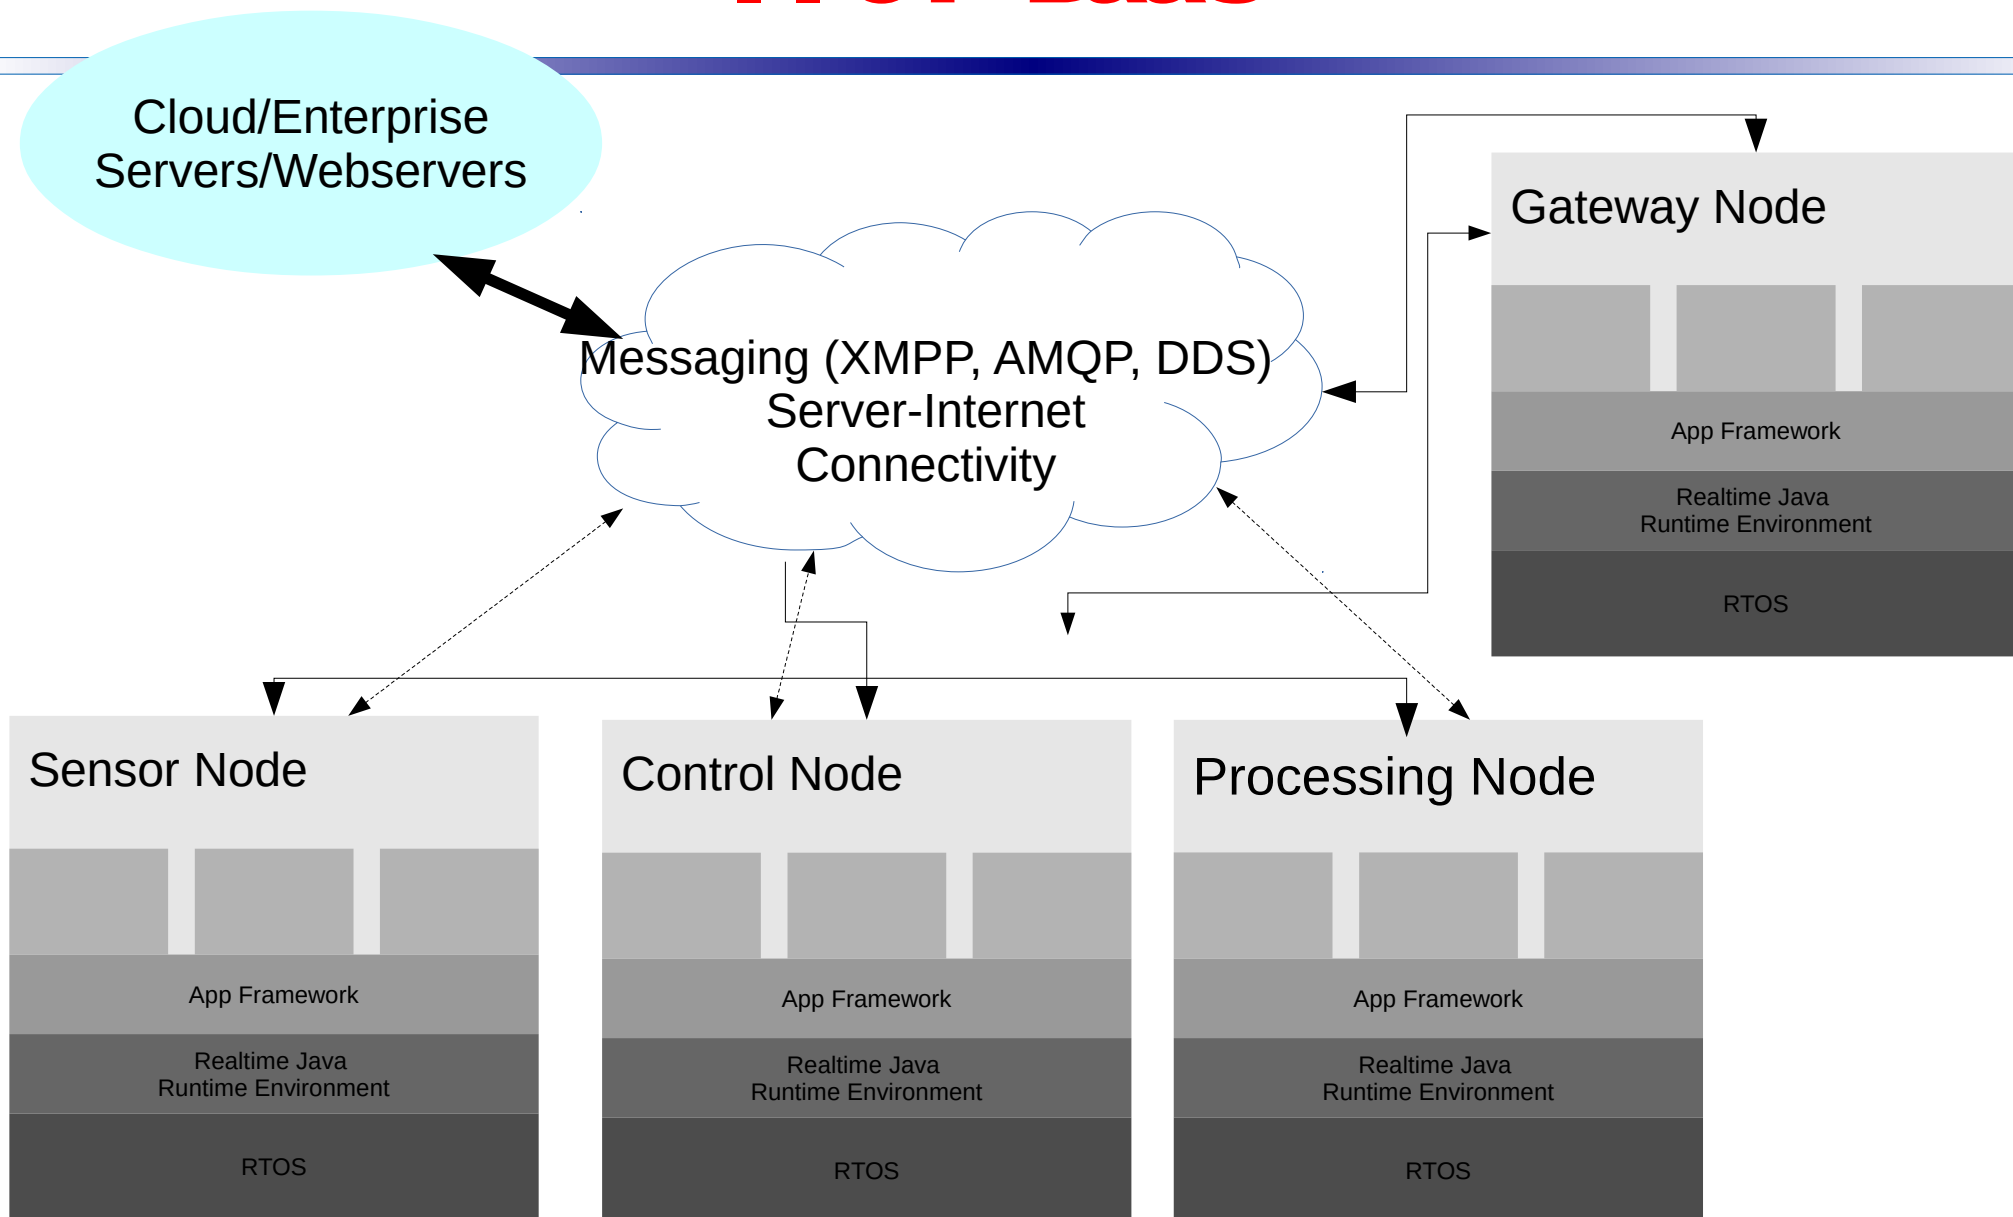 Cloud/Enterprise
Servers/Webservers
Gateway Node
Messaging (XMPP, AMQP, DDS)
Server-Internet
Connectivity
App Framework
Realtime Java
Runtime Environment
RTOS
Sensor Node
App Framework
Realtime Java
Runtime Environment
RTOS
Control Node
App Framework
Realtime Java
Runtime Environment
RTOS
Processing Node
App Framework
Realtime Java
Runtime Environment
RTOS